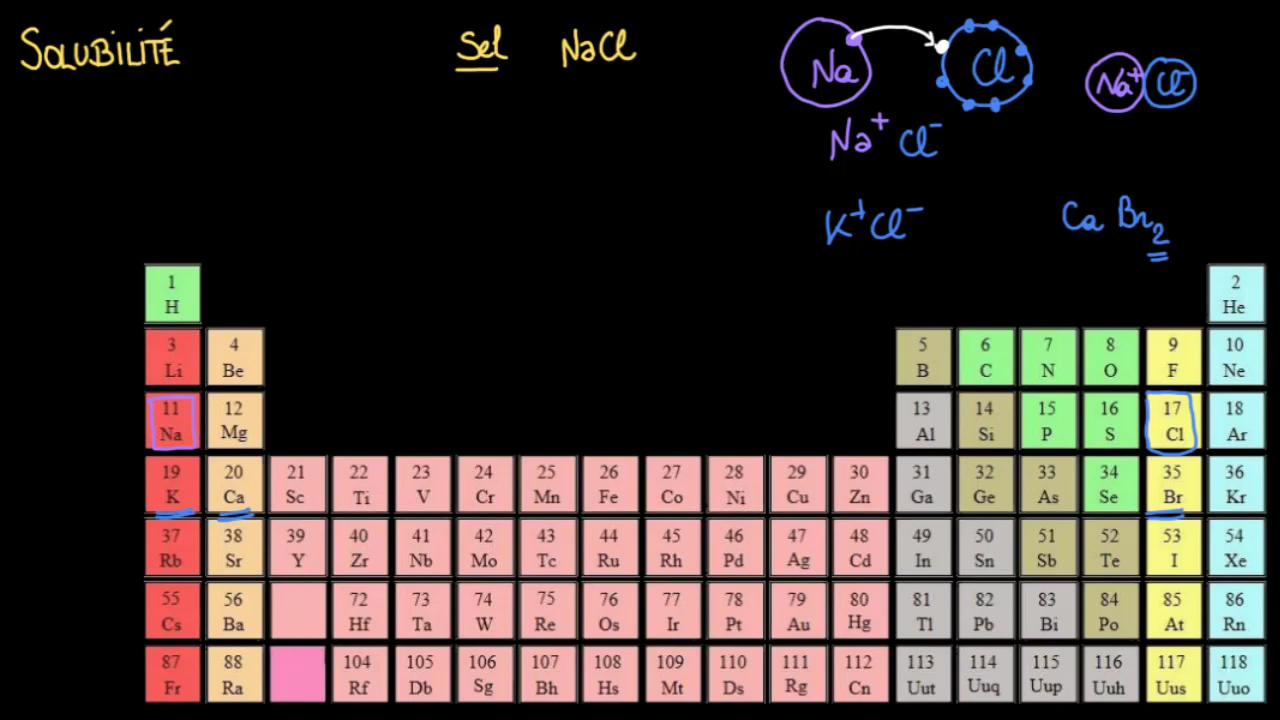 SOLUBILITÉ Sel NaCl Na Cl Na+ Cl-
Na+ Cl-
K+ Cl- CaBr2
1 2
H He
3 4 5 6 7 8 9 10
Li Be B C N O F Ne
11 12 13 14 15 16 17 18
Na Mg Al Si P S Cl Ar
19 20 21 22 23 24 25 26 27 28 29 30 31 32 33 34 35 36
K Ca Sc Ti V Cr Mn Fe Co Ni Cu Zn Ga Ge As Se Br Kr
37 38 39 40 41 42 43 44 45 46 47 48 49 50 51 52 53 54
Rb Sr Y Zr Nb Mo Tc Ru Rh Pd Ag Cd In Sn Sb Te I Xe
55 56 72 73 74 75 76 77 78 79 80 81 82 83 84 85 86
Cs Ba Hf Ta W Re Os Ir Pt Au Hg Tl Pb Bi Po At Rn
87 88 104 105 106 107 108 109 110 111 112 113 114 115 116 117 118
Fr Ra Rf Db Sg Bh Hs Mt Ds Rg Cn Uut Uuq Uup Uuh Uus Uuo